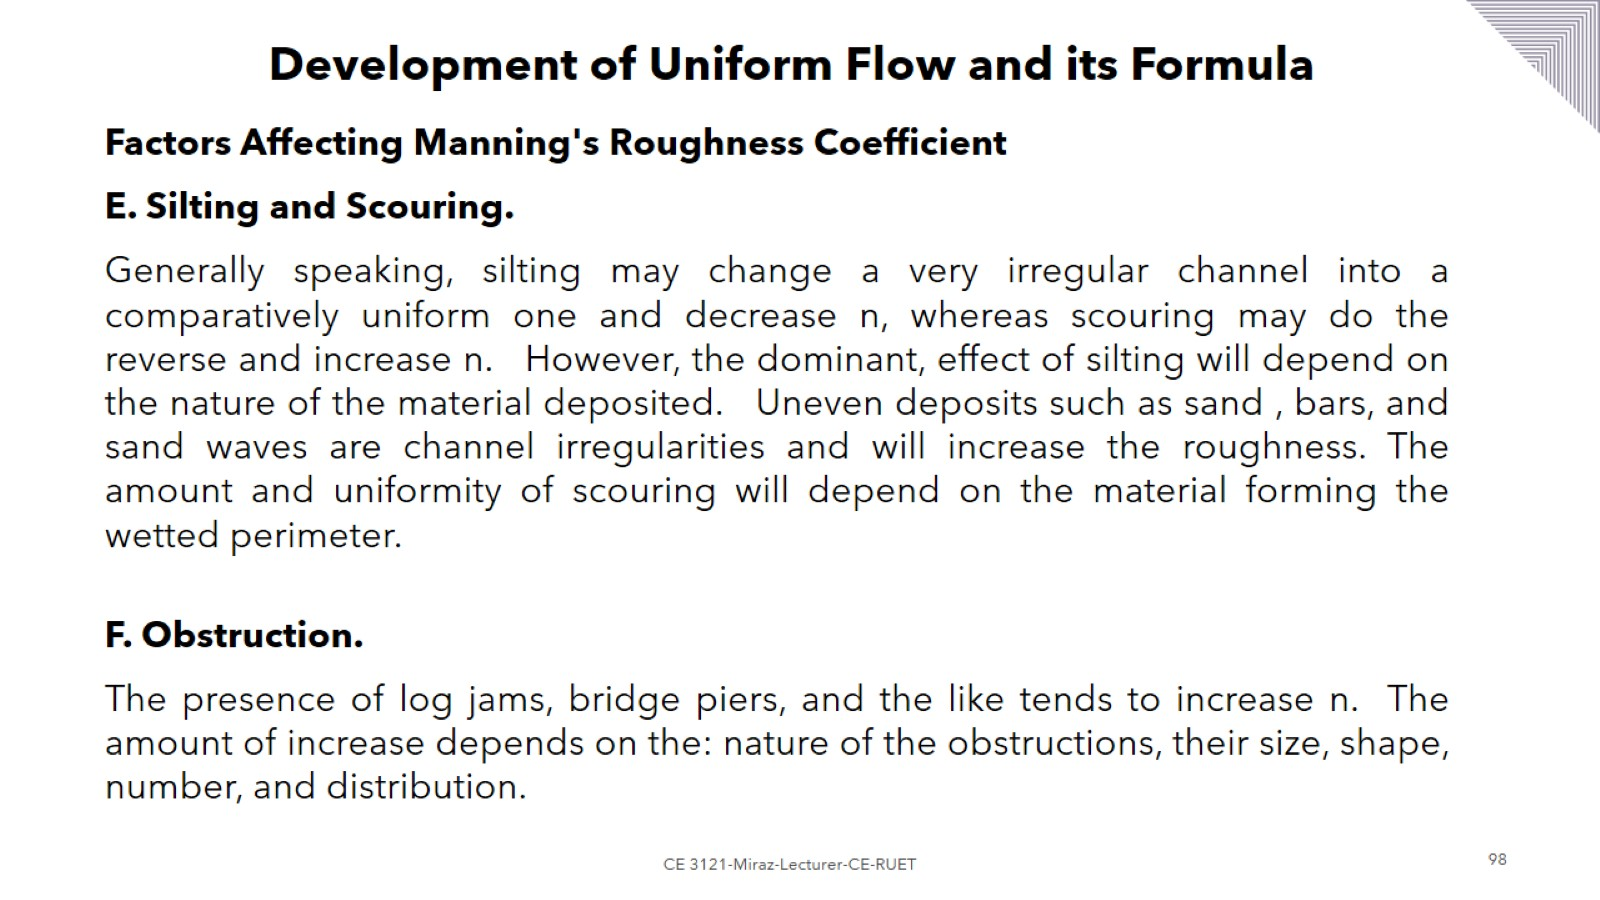 Development of Uniform Flow and its Formula
Factors Affecting Manning's Roughness Coefficient
E. Silting and Scouring.
Generally speaking, silting may change a very irregular channel into a
comparatively uniform one and decrease n, whereas scouring may do the
reverse and increase n.   However, the dominant, effect of silting will depend on
the nature of the material deposited.   Uneven deposits such as sand , bars, and
sand waves are channel irregularities and will increase the roughness. The
amount and uniformity of scouring will depend on the material forming the
wetted perimeter.
F. Obstruction.
The presence of log jams, bridge piers, and the like tends to increase n.  The
amount of increase depends on the: nature of the obstructions, their size, shape,
number, and distribution.
CE 3121-Miraz-Lecturer-CE-RUET
98